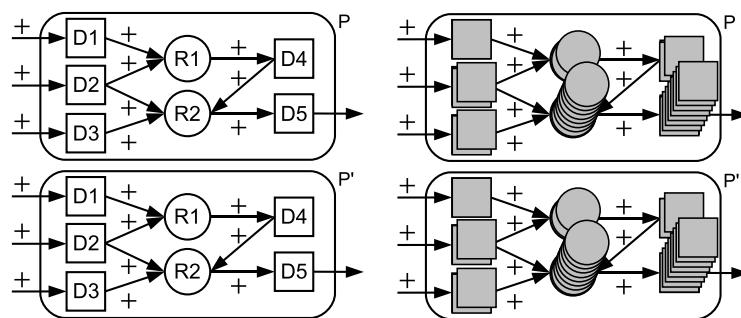 P
+ D1 + R1 + D4
+ D2 + + +
+ D3 + R2 + D5
P
+ + +
+ + + +
+ + +
P'
+ D1 + R1 + D4
+ D2 + + +
+ D3 + R2 + D5
P'
+ + +
+ + + +
+ + +